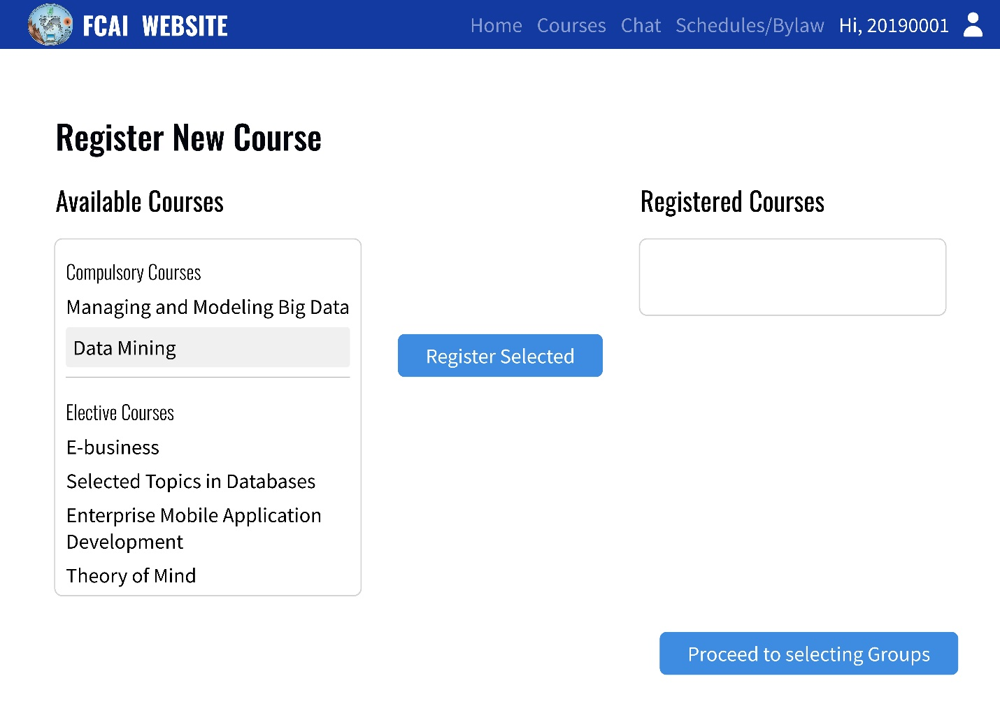 FCAI WEBSITE
Home Courses Chat Schedules/Bylaw Hi, 20190001
Register New Course
Available Courses
Compulsory Courses
Managing and Modeling Big Data
Data Mining
Elective Courses
E-business
Selected Topics in Databases
Enterprise Mobile Application
Development
Theory of Mind
Register Selected
Registered Courses
Proceed to selecting Groups